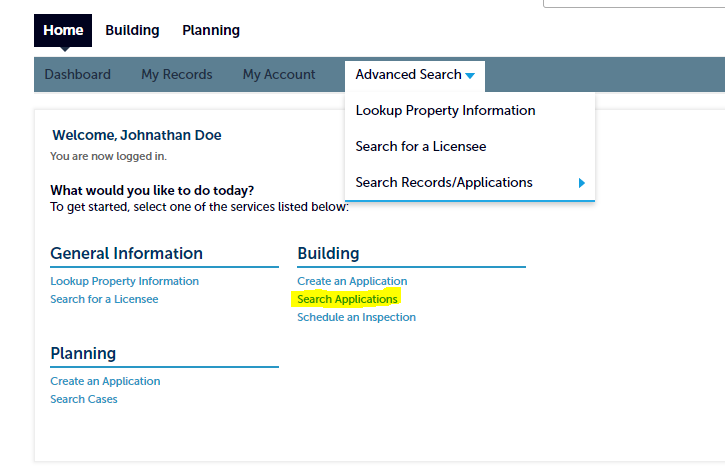 Home Building Planning
Dashboard My Records My Account Advanced Search
Lookup Property Information
Search for a Licensee
Search Records/Applications
Welcome, Johnathan Doe
You are now logged in.
What would you like to do today?
To get started, select one of the services listed below:
General Information
Lookup Property Information
Search for a Licensee
Building
Create an Application
Search Applications
Schedule an Inspection
Planning
Create an Application
Search Cases